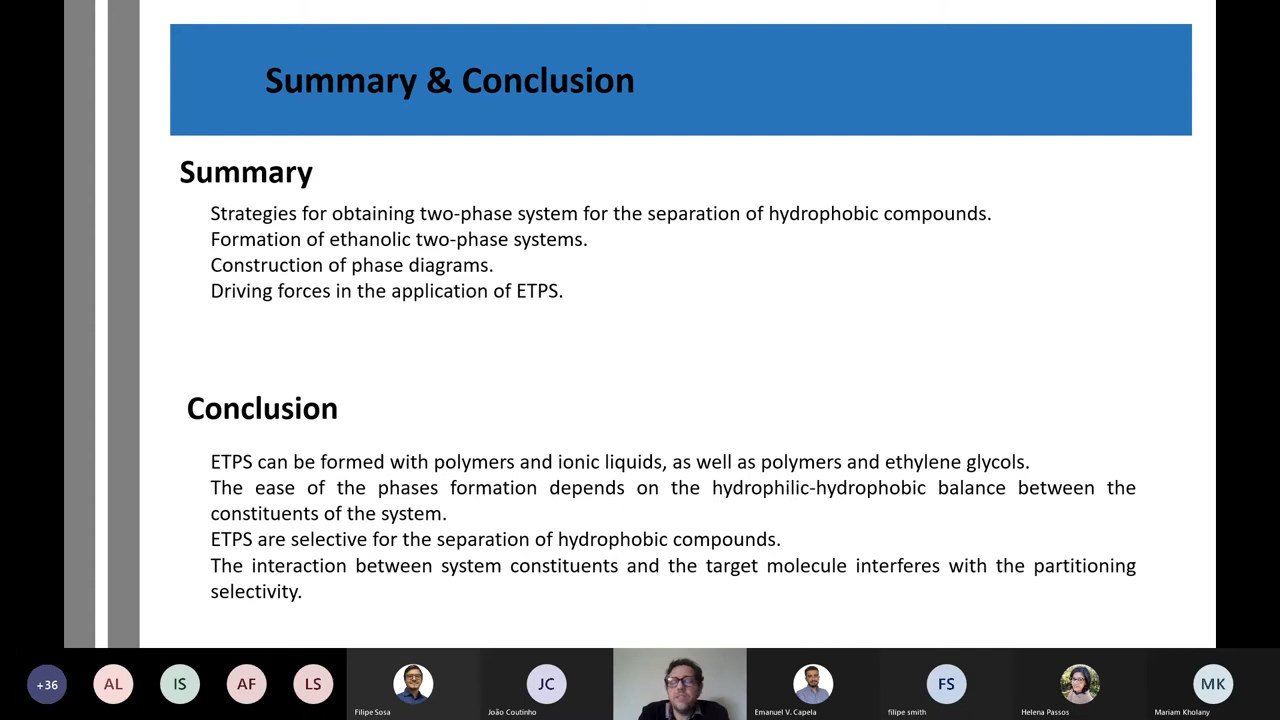 Summary & Conclusion
Summary
Strategies for obtaining two-phase system for the separation of hydrophobic compounds.
Formation of ethanolic two-phase systems.
Construction of phase diagrams.
Driving forces in the application of ETPS.
Conclusion
ETPS can be formed with polymers and ionic liquids, as well as polymers and ethylene glycols.
The ease of the phases formation depends on the hydrophilic-hydrophobic balance between the
constituents of the system.
ETPS are selective for the separation of hydrophobic compounds.
The interaction between system constituents and the target molecule interferes with the partitioning
selectivity.
+36 AL IS AF LS JC FS MK
Filipe Sosa João Coutinho Emanuel V. Capela filipe smith Helena Passos Mariam Kholany